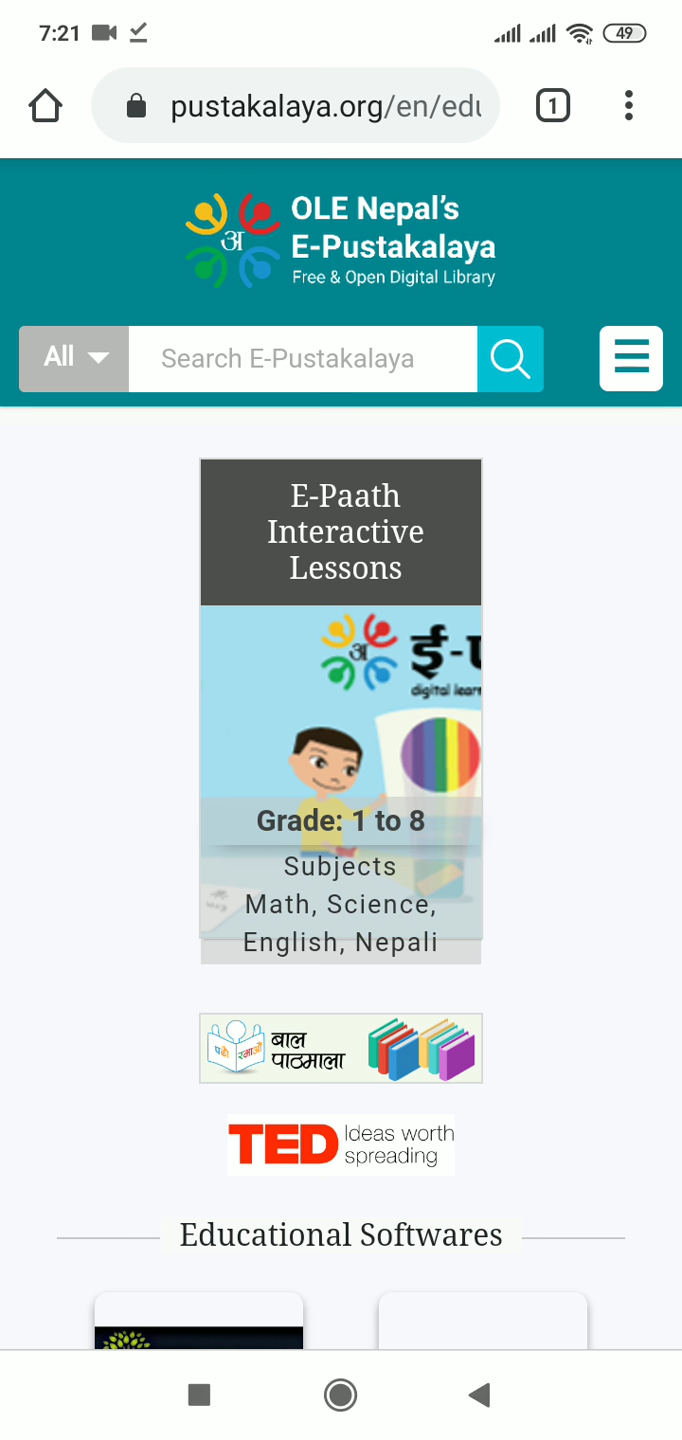 7:21
49
pustakalaya.org/en/edu
1
OLE Nepal's
E-Pustakalaya
Free & Open Digital Library
All
Search E-Pustakalaya
अ
E-Paath
Interactive
Lessons
अ
ई-
digital lear
Grade: 1 to 8
Subjects
Math, Science,
English, Nepali
पढौं रमाऔं
बाल
पाठमाला
TED
Ideas worth
spreading
Educational Softwares